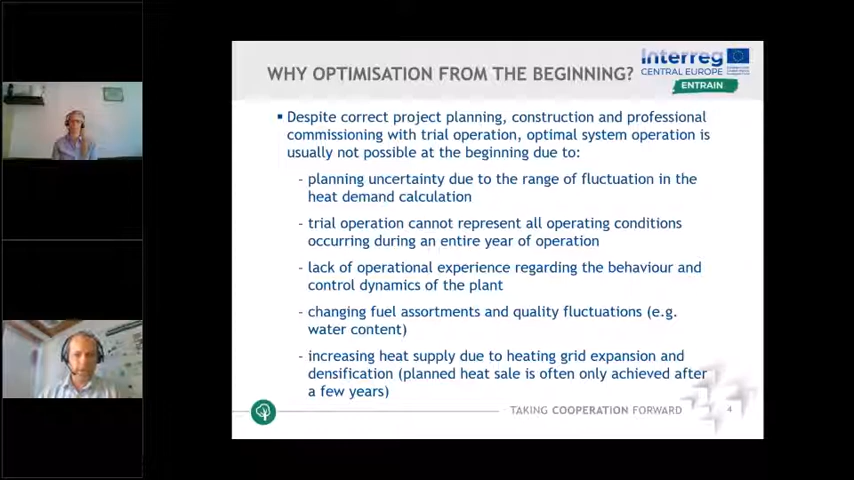 WHY OPTIMISATION FROM THE BEGINNING?
Interreg
CENTRAL EUROPE
ENTRAIN
▪ Despite correct project planning, construction and professional
commissioning with trial operation, optimal system operation is
usually not possible at the beginning due to:
- planning uncertainty due to the range of fluctuation in the
heat demand calculation
- trial operation cannot represent all operating conditions
occurring during an entire year of operation
- lack of operational experience regarding the behaviour and
control dynamics of the plant
- changing fuel assortments and quality fluctuations (e.g.
water content)
- increasing heat supply due to heating grid expansion and
densification (planned heat sale is often only achieved after
a few years)
TAKING COOPERATION FORWARD
4